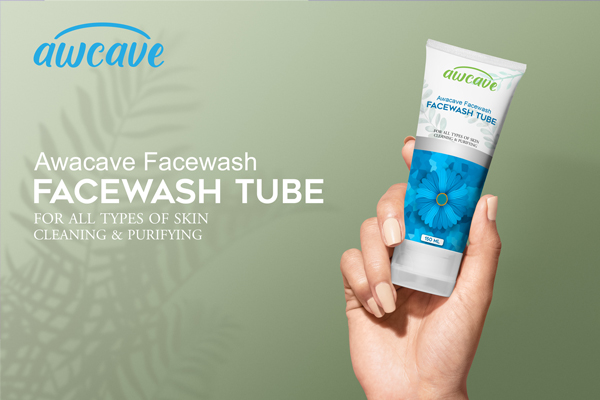 awcave
Awacave Facewash
FACEWASH TUBE
FOR ALL TYPES OF SKIN
CLEANING & PURIFYING
awcave
Awacave Facewash
FACEWASH TUBE
FOR ALL TYPES OF SKIN
CLEANING & PURIFYING
150 ML